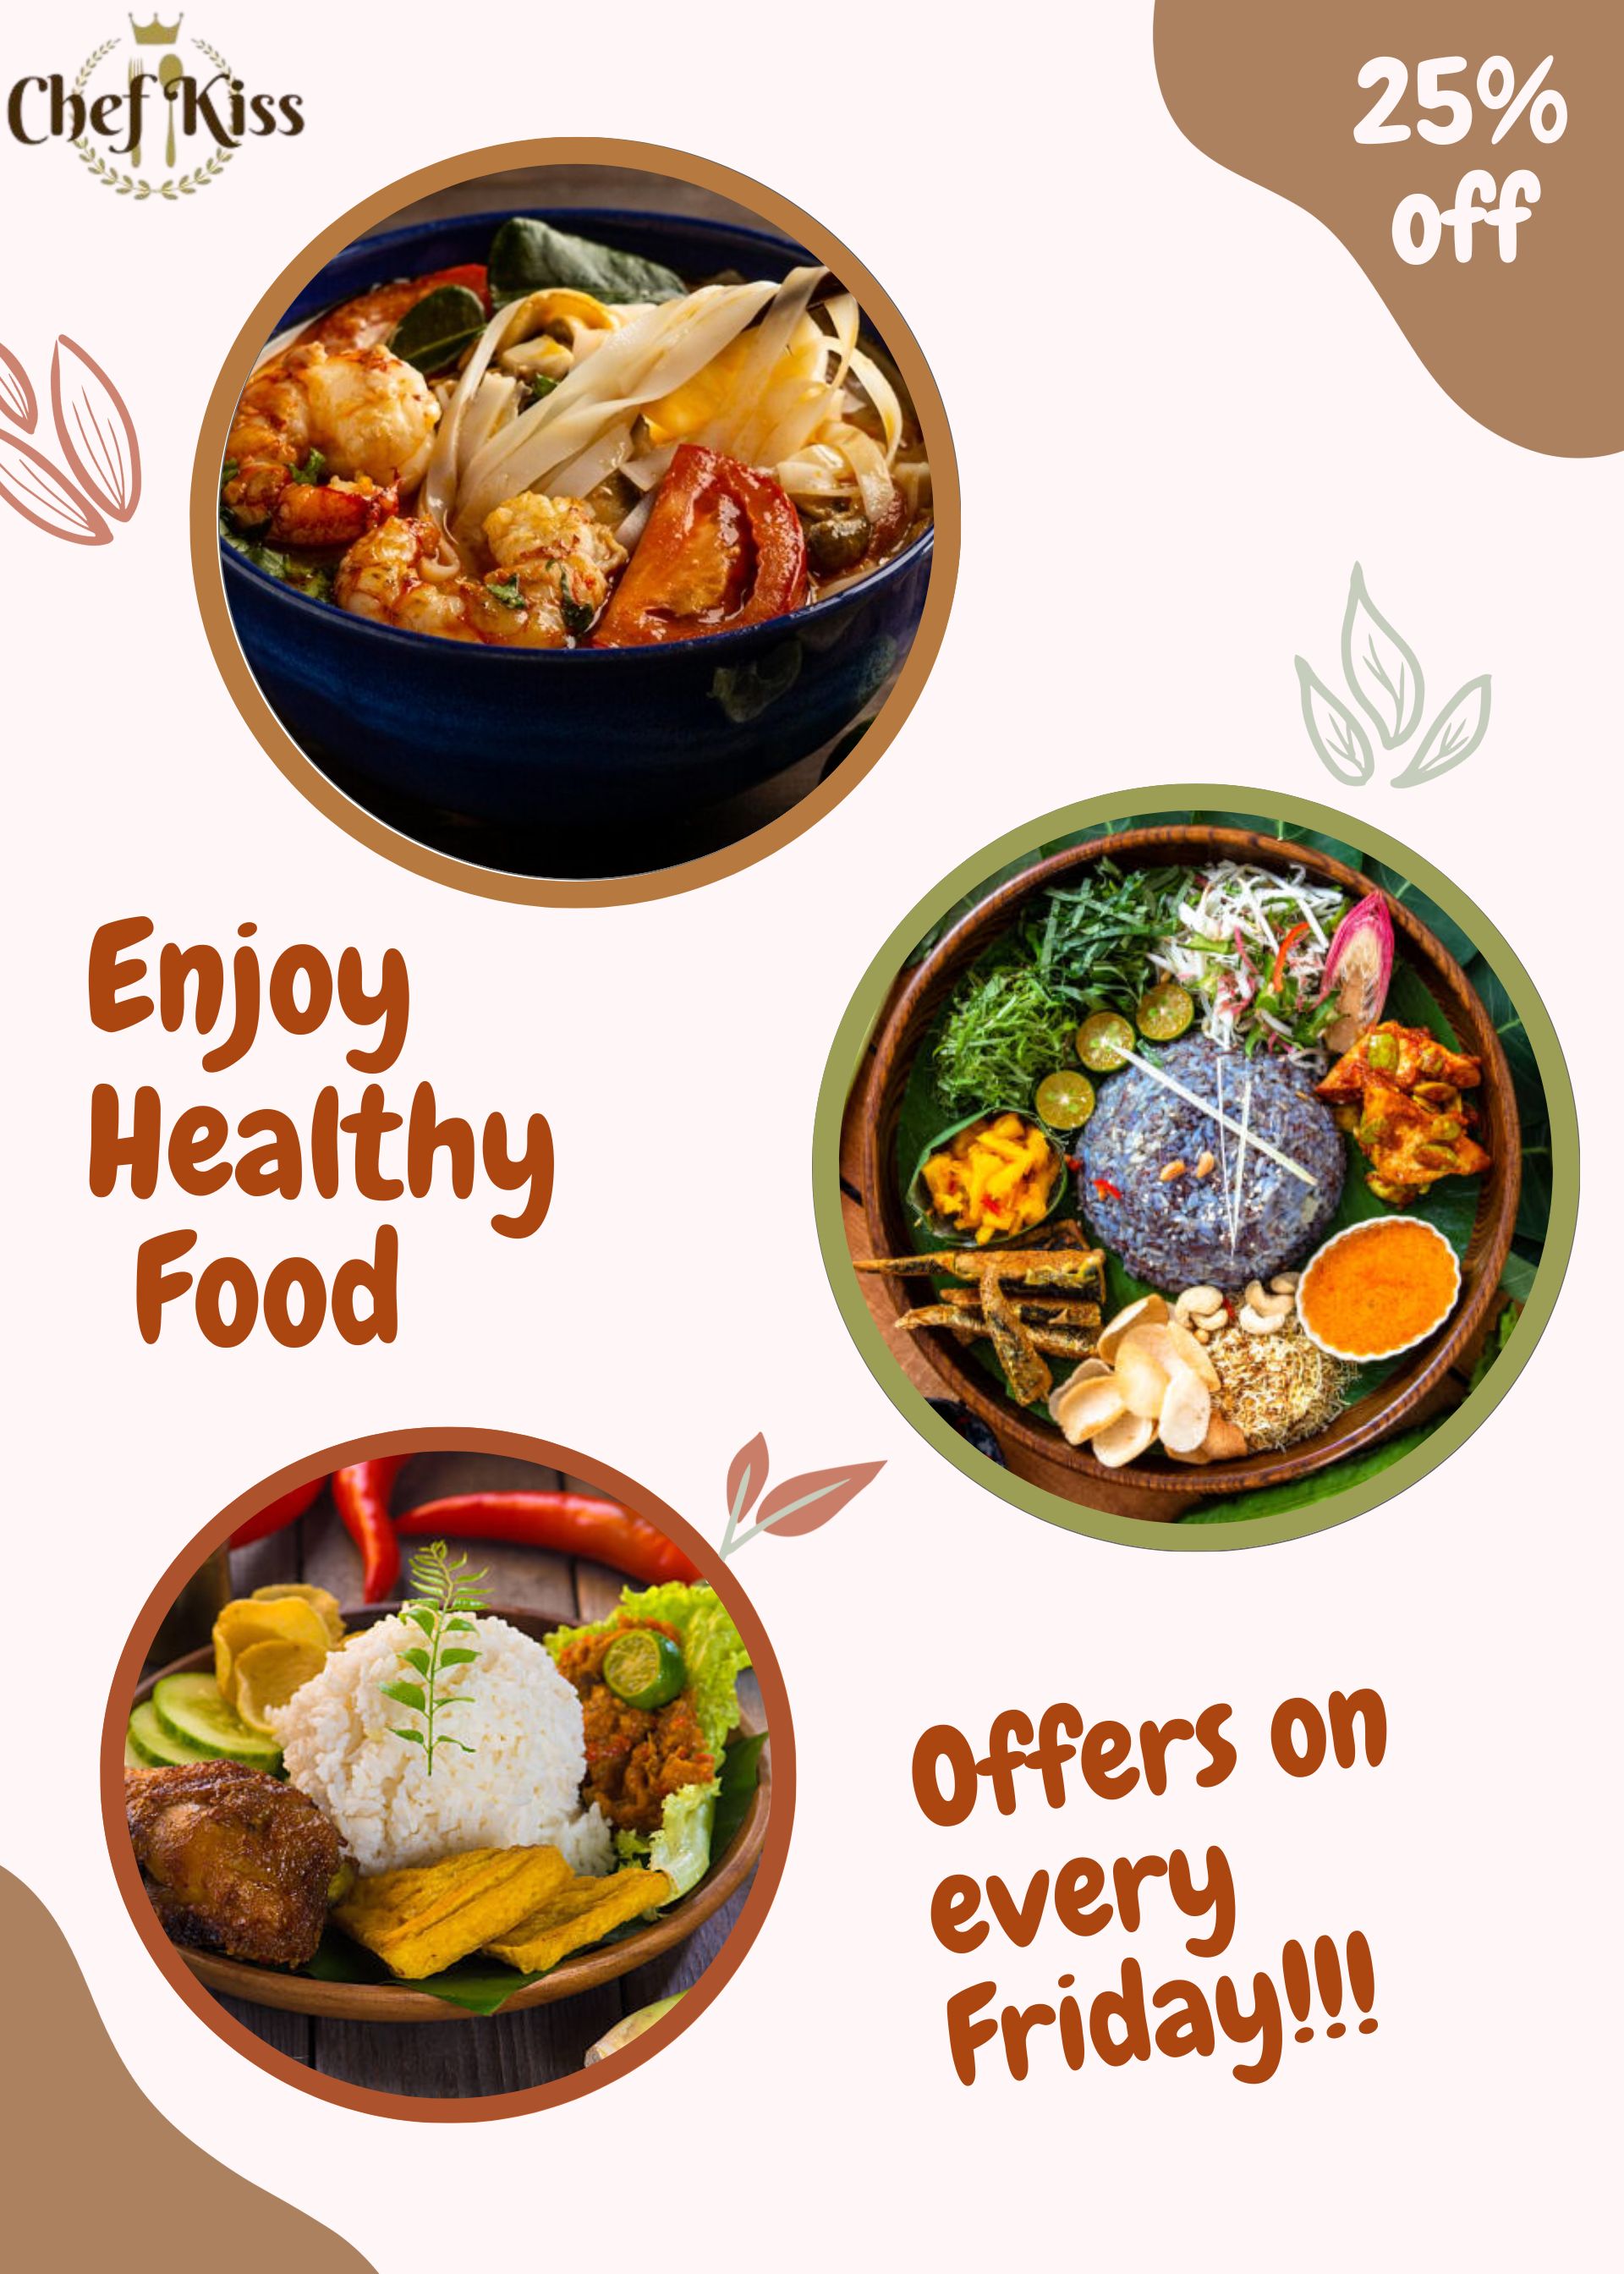 Chef Kiss
25%
off
Enjoy
Healthy
Food
Offers on
every
Friday!!!